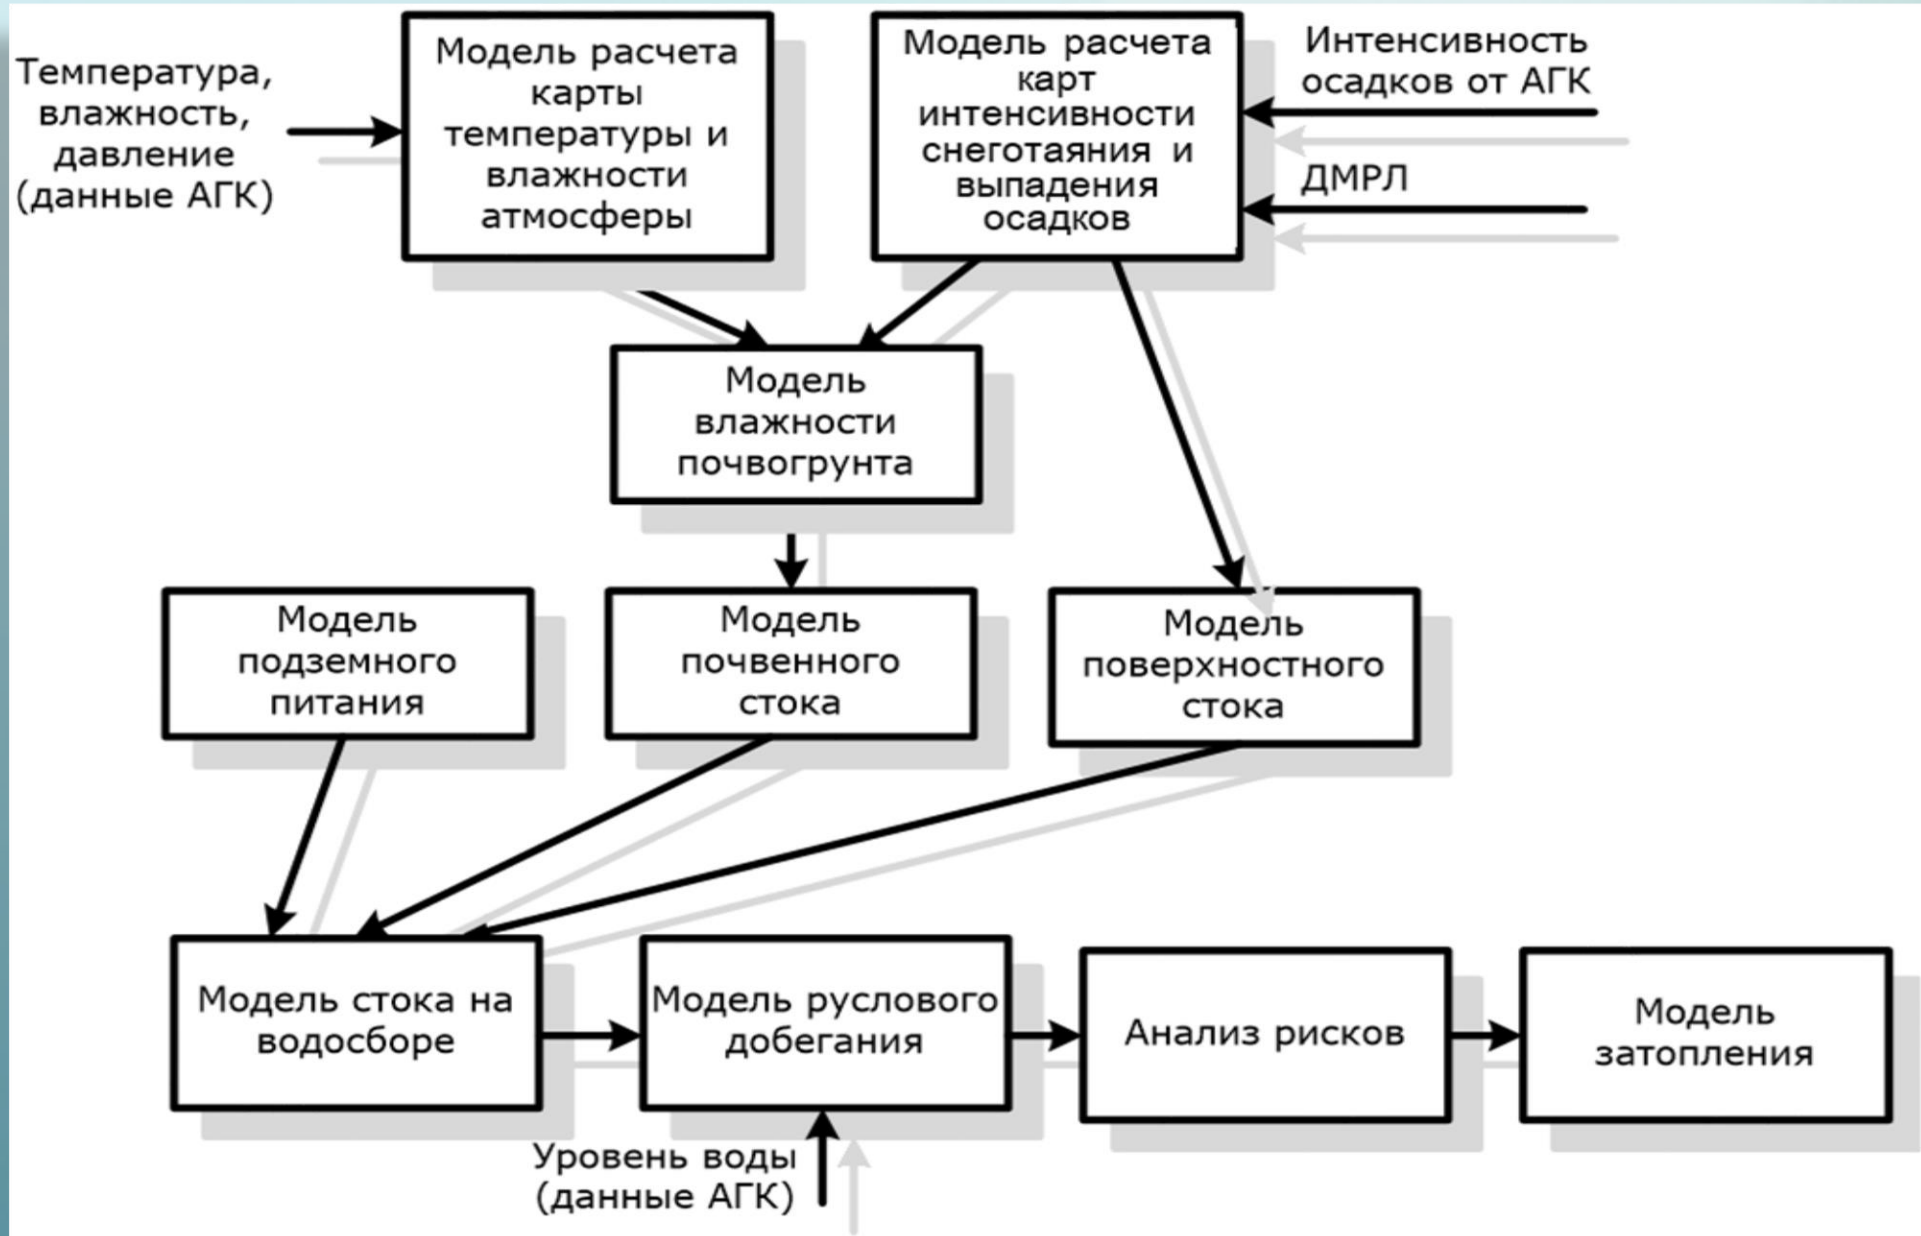 Температура,
влажность,
давление
(данные АГК)
Модель расчета
карты
температуры и
влажности
атмосферы
Модель расчета
карт
интенсивности
снеготаяния и
выпадения
осадков
Интенсивность
осадков от АГК
ДМРЛ
Модель
влажности
почвогрунта
Модель
подземного
питания
Модель
почвенного
стока
Модель
поверхностного
стока
Модель стока на
водосборе
Модель руслового
добегания
Анализ рисков
Модель
затопления
Уровень воды
(данные АГК)